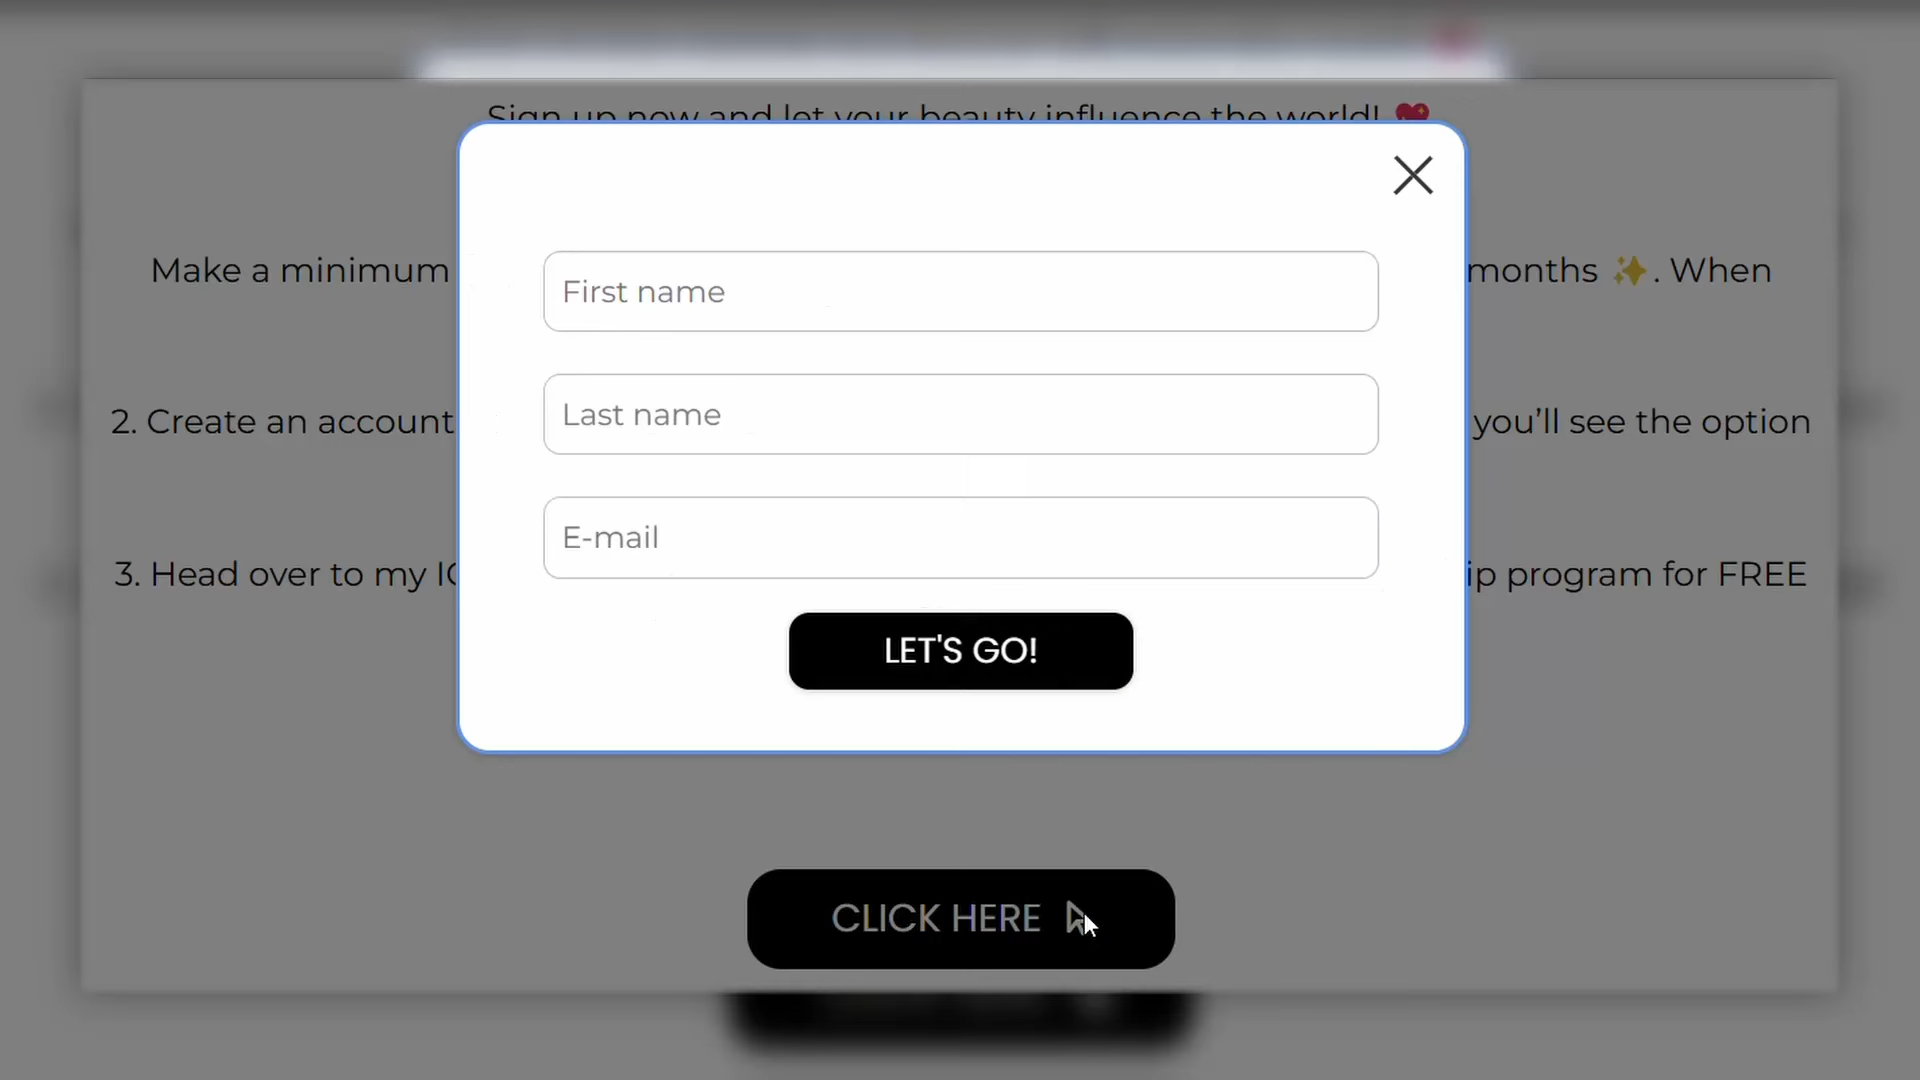 Sign up now and let your beauty influence the world! 💖
Make a minimum months ✨. When
2. Create an account you’ll see the option
3. Head over to my program for FREE
First name
Last name
E-mail
LET'S GO!
CLICK HERE